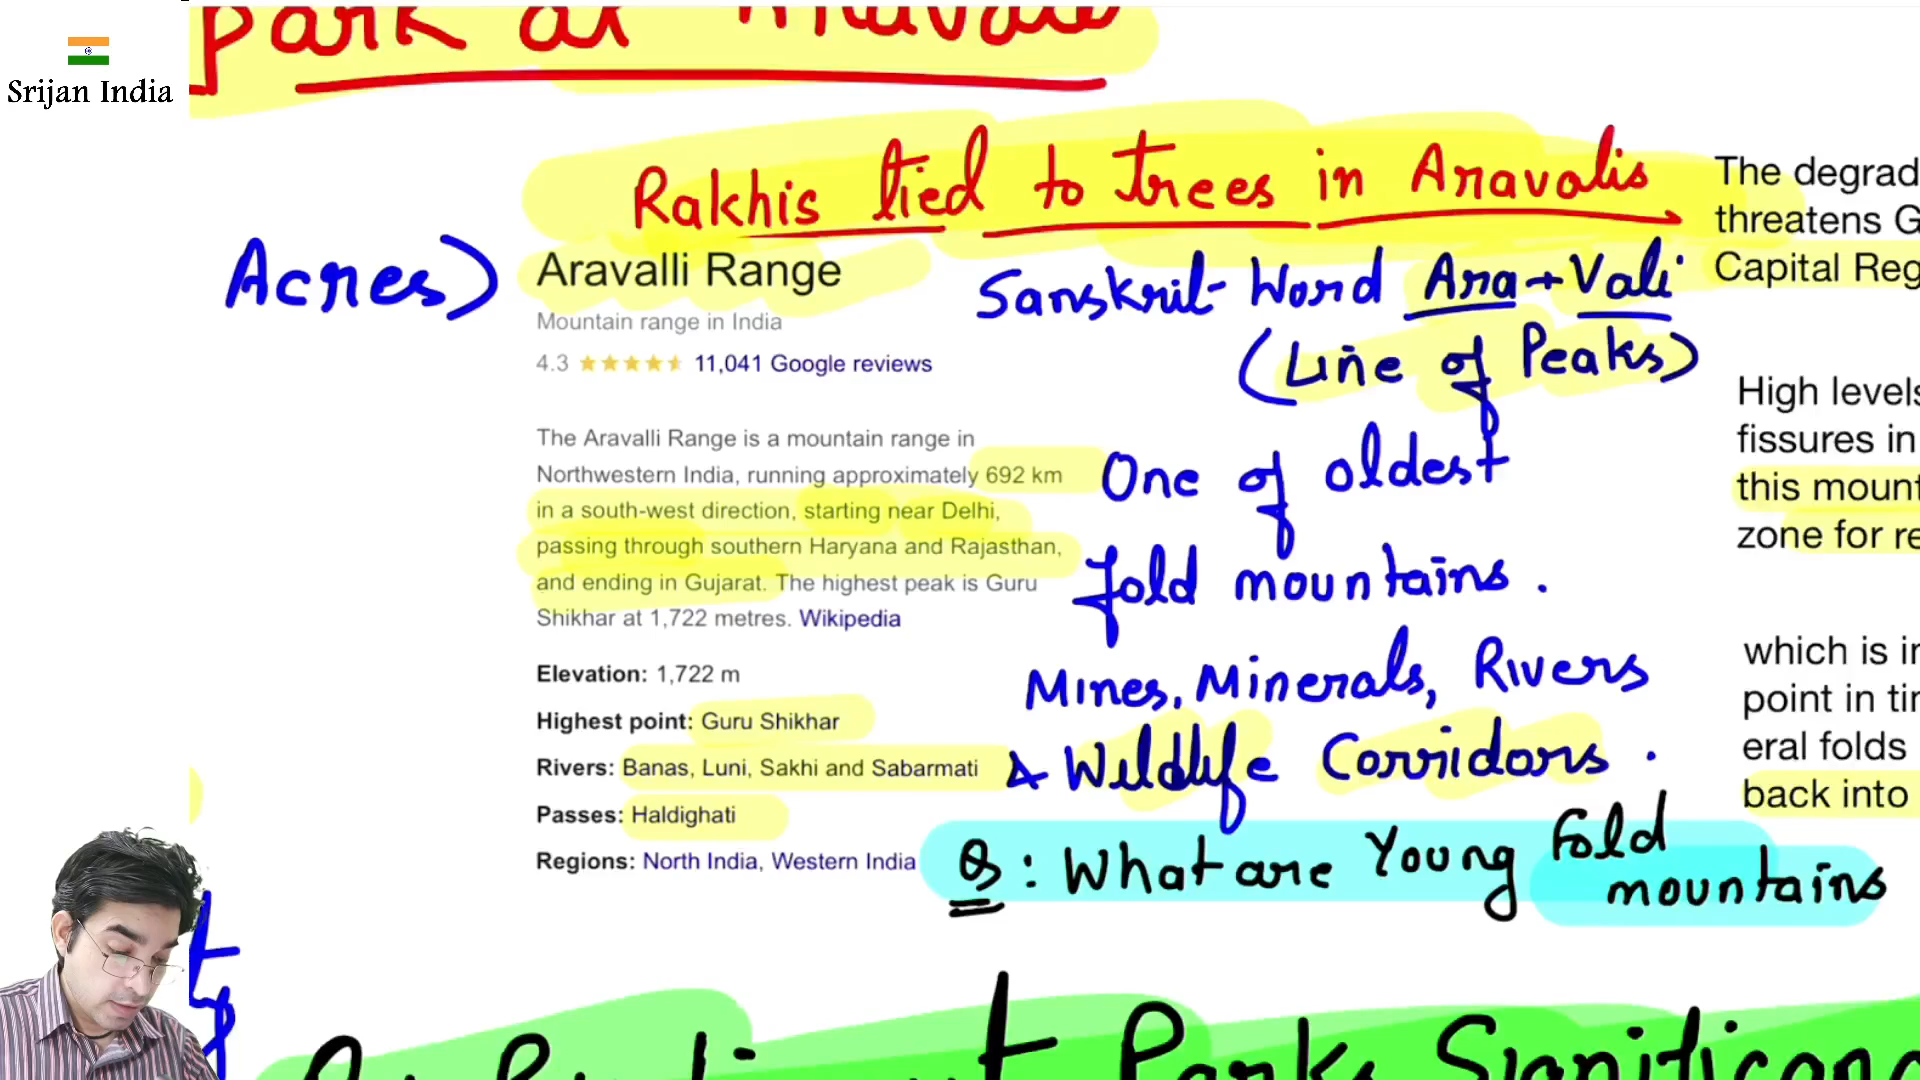 Park at Aravali
Srijan India
Rakhis tied to trees in Aravalis
Acres)
Aravalli Range
Mountain range in India
4.3
11,041 Google reviews
The Aravalli Range is a mountain range in
Northwestern India, running approximately 692 km
in a south-west direction, starting near Delhi,
passing through southern Haryana and Rajasthan,
and ending in Gujarat. The highest peak is Guru
Shikhar at 1,722 metres. Wikipedia
Elevation: 1,722 m
Highest point: Guru Shikhar
Rivers: Banas, Luni, Sakhi and Sabarmati
Passes: Haldighati
Regions: North India, Western India
Sanskrit Word Ara + Vali
(Line of Peaks)
One of oldest
fold mountains.
Mines, Minerals, Rivers
& Wildlife Corridors.
Q: What are Young Fold
mountains
The degrad
threatens G
Capital Reg
High levels
fissures in
this mount
zone for re
which is in
point in tim
eral folds
back into
Parks Significanc